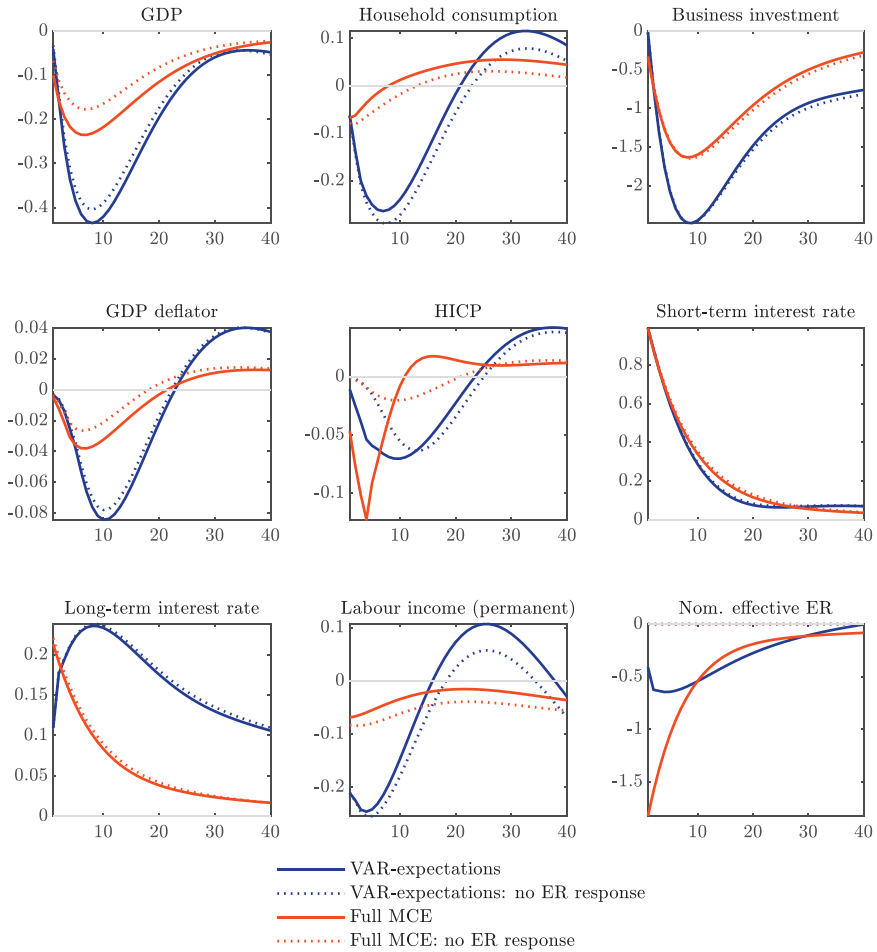 GDP
0
-0.1
-0.2
-0.3
-0.4
10 20 30 40
Household consumption
0.1
0
-0.1
-0.2
10 20 30 40
Business investment
0
-0.5
-1
-1.5
-2
10 20 30 40
GDP deflator
0.04
0.02
0
-0.02
-0.04
-0.06
-0.08
10 20 30 40
HICP
0
-0.05
-0.1
10 20 30 40
Short-term interest rate
0.8
0.6
0.4
0.2
0
10 20 30 40
Long-term interest rate
0.2
0.15
0.1
0.05
0
10 20 30 40
Labour income (permanent)
0.1
0
-0.2
10 20 30 40
Nom. effective ER
0
-0.5
-1
-1.5
10 20 30 40
VAR-expectations
VAR-expectations: no ER response
Full MCE
Full MCE: no ER response